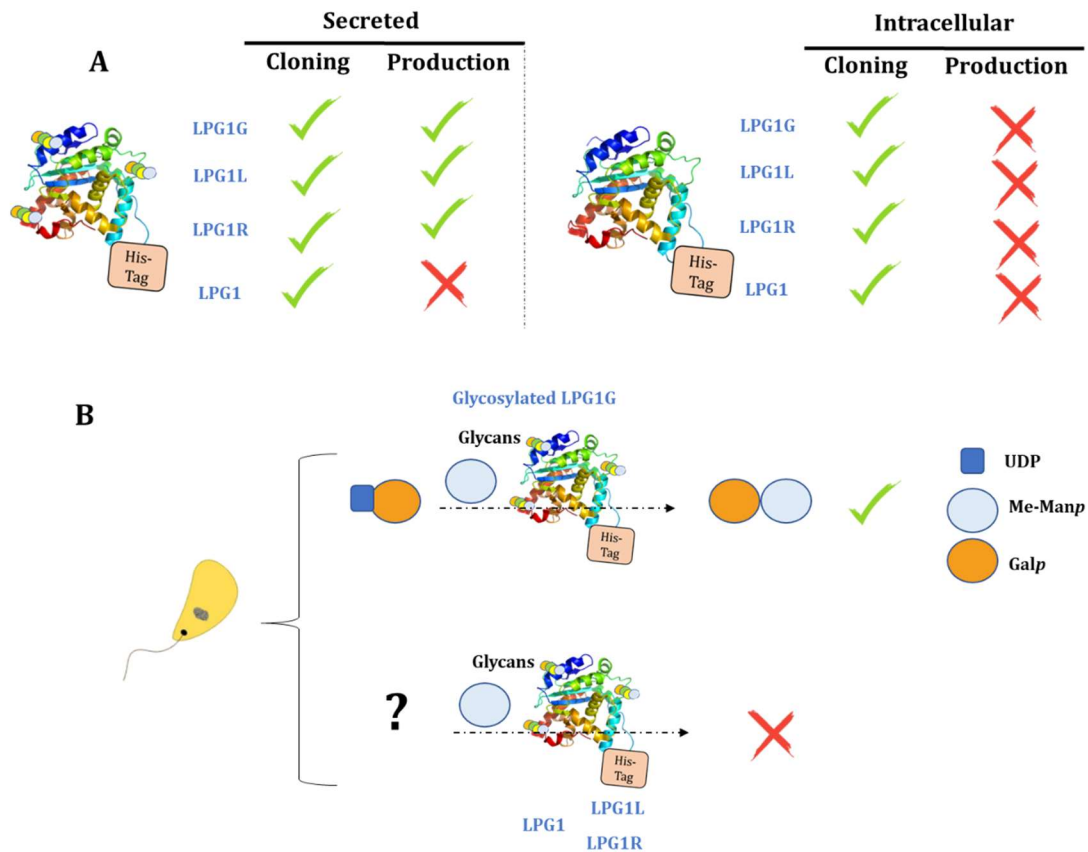 Secreted
Intracellular
A
Cloning
Production
Cloning
Production
LPG1G
LPG1L
LPG1R
LPG1
His-
Tag
LPG1G
LPG1L
LPG1R
LPG1
His-
Tag
B
Glycosylated LPG1G
Glycans
His-
Tag
UDP
Me-Manp
Galp
Glycans
?
His-
Tag
LPG1L
LPG1
LPG1R